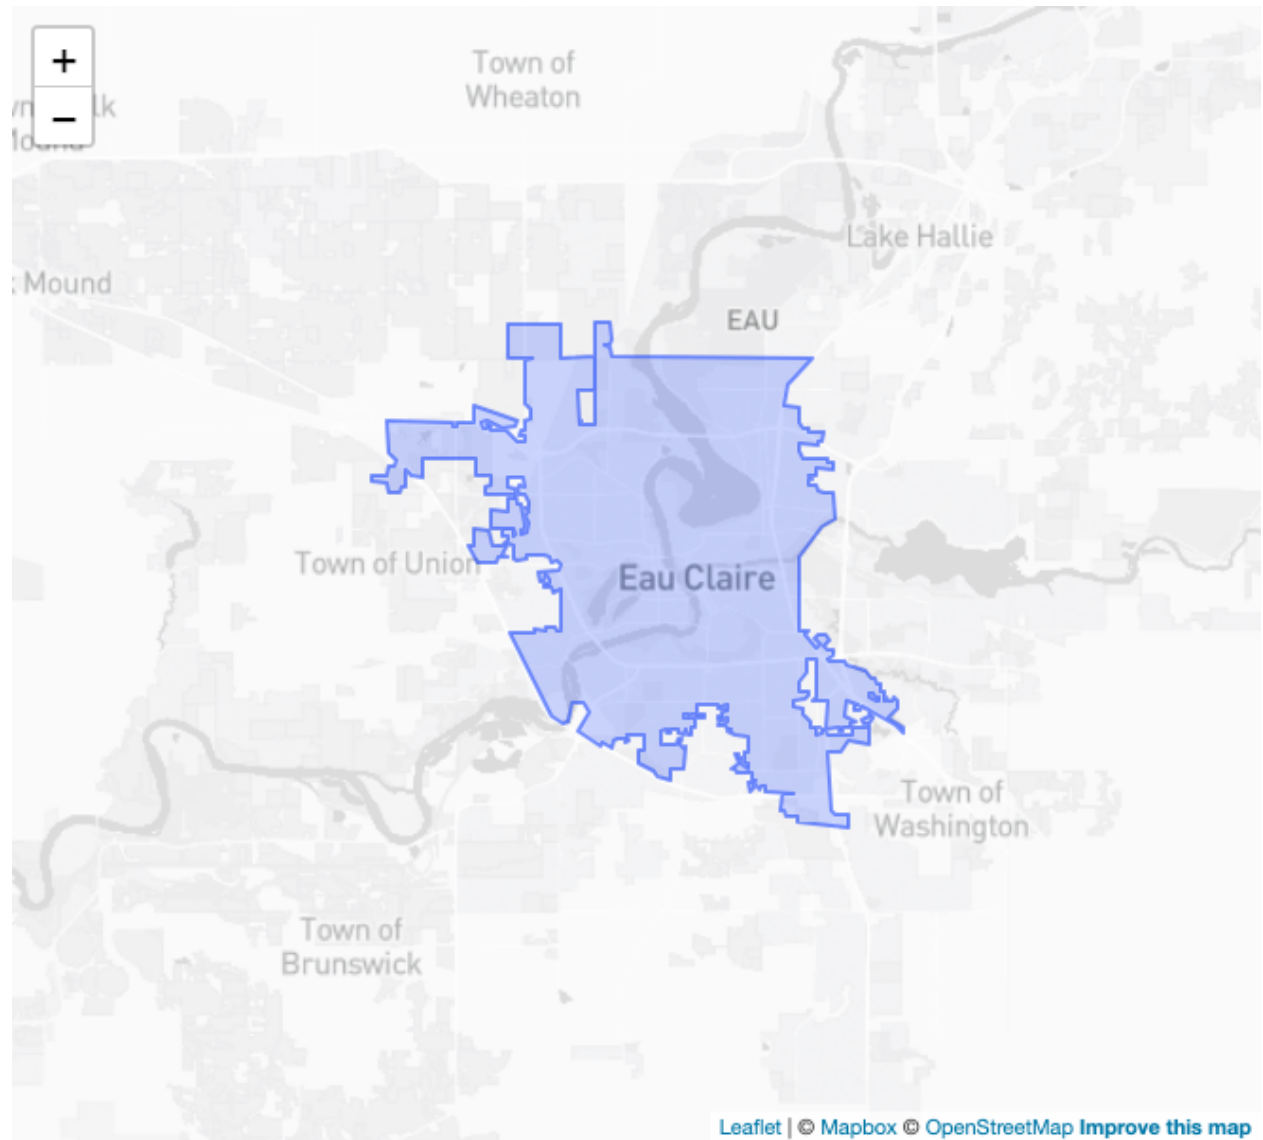 +
−
Town of
Wheaton
Lake Hallie
Mound
EAU
Town of Union
Eau Claire
Town of
Washington
Town of
Brunswick
Leaflet | © Mapbox © OpenStreetMap Improve this map